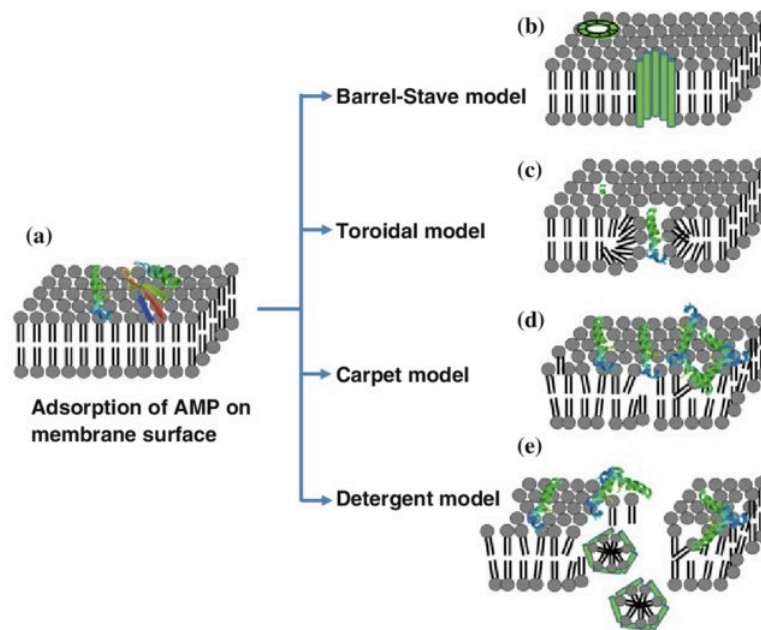 (a)
Adsorption of AMP on
membrane surface
Barrel-Stave model
(b)
Toroidal model
(c)
Carpet model
(d)
Detergent model
(e)